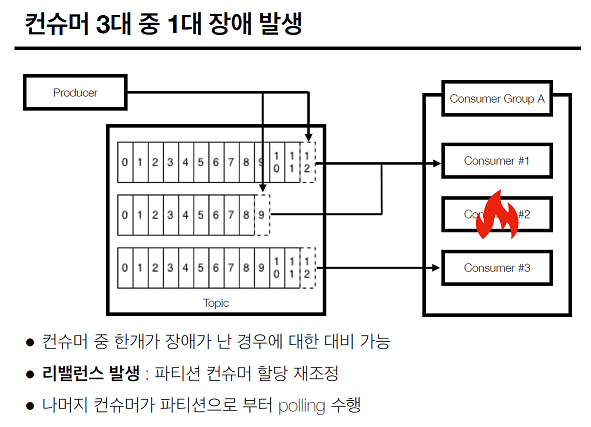 컨슈머 3대 중 1대 장애 발생
Producer
Consumer Group A
0 1 2 3 4 5 6 7 8 9 10 11 12
Consumer #1
0 1 2 3 4 5 6 7 8 9
#2
0 1 2 3 4 5 6 7 8 9 10 11 12
Consumer #3
Topic
● 컨슈머 중 한개가 장애가 난 경우에 대한 대비 가능
● 리밸런스 발생 : 파티션 컨슈머 할당 재조정
● 나머지 컨슈머가 파티션으로 부터 polling 수행